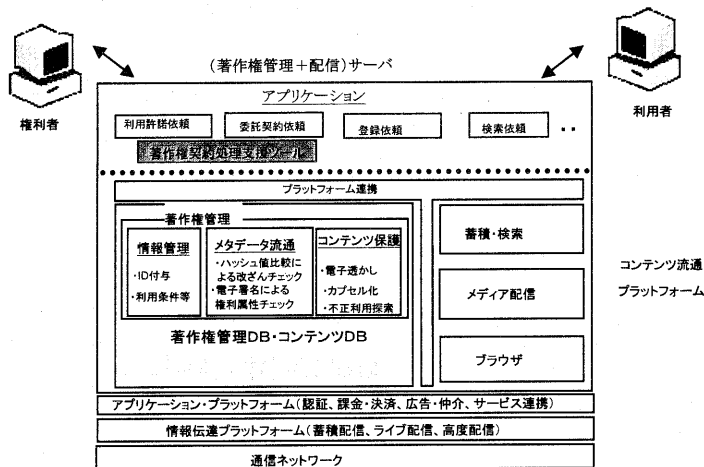 (著作権管理+配信)サーバ
権利者
利用者
アプリケーション
利用許諾依頼
委託契約依頼
登録依頼
検索依頼
・・
著作権契約処理支援ツール
プラットフォーム連携
著作権管理
情報管理
・ID付与
・利用条件等
メタデータ流通
・ハッシュ値比較に
よる改ざんチェック
・電子署名による
権利属性チェック
コンテンツ保護
・電子透かし
・カプセル化
・不正利用探索
著作権管理DB・コンテンツDB
蓄積・検索
メディア配信
ブラウザ
コンテンツ流通
プラットフォーム
アプリケーション・プラットフォーム(認証、課金・決済、広告・仲介、サービス連携)
情報伝達プラットフォーム(蓄積配信、ライブ配信、高度配信)
通信ネットワーク